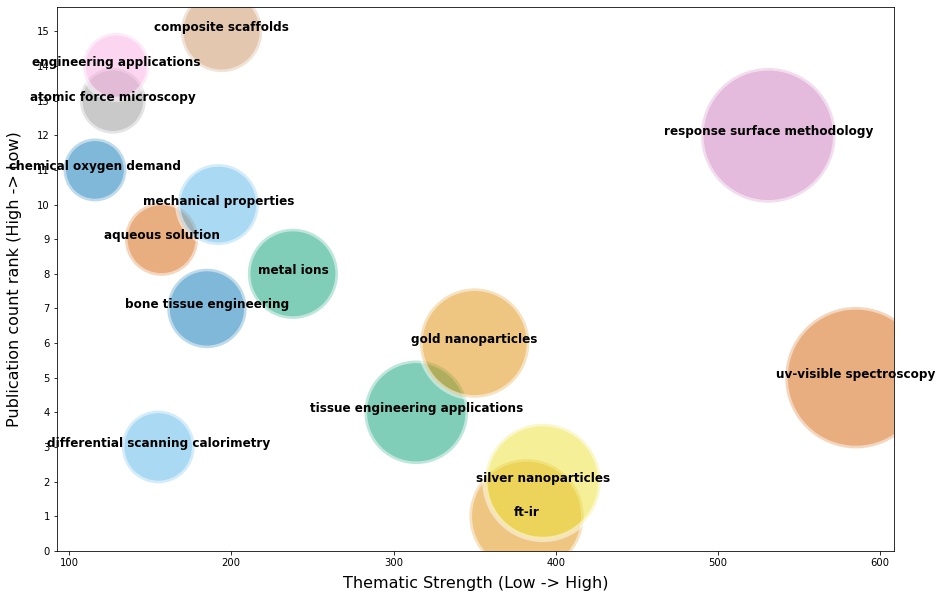 15
composite scaffolds
14
engineering applications
13
atomic force microscopy
12
response surface methodology
11
chemical oxygen demand
10
mechanical properties
9
aqueous solution
8
metal ions
7
bone tissue engineering
6
gold nanoparticles
5
uv-visible spectroscopy
4
tissue engineering applications
3
differential scanning calorimetry
2
silver nanoparticles
1
ft-ir
0
Publication count rank (High -> Low)
100 200 300 400 500 600
Thematic Strength (Low -> High)